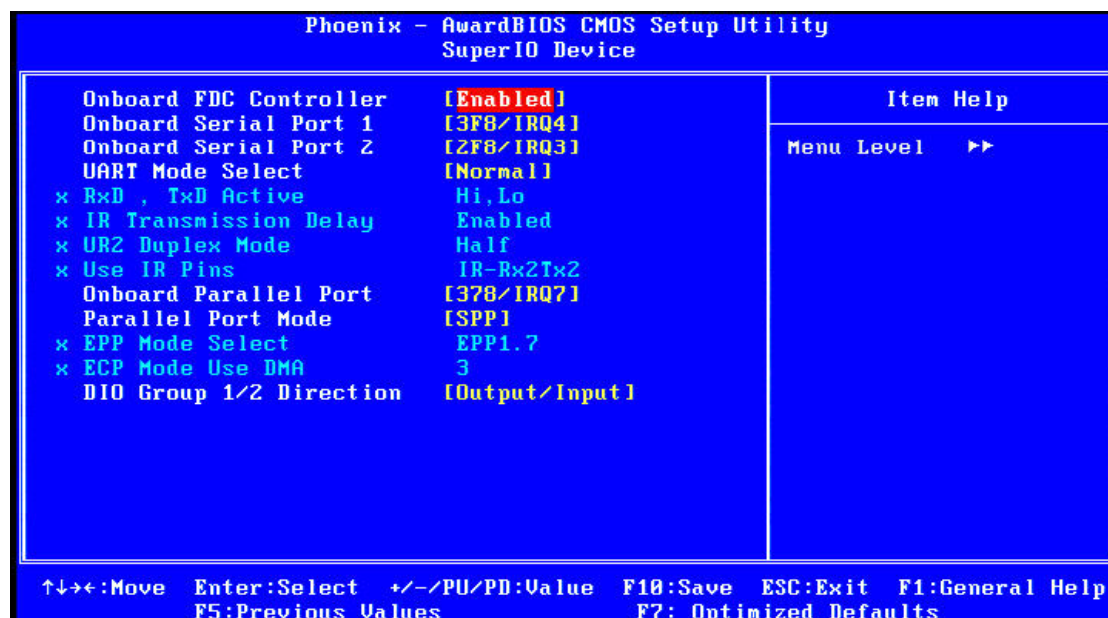 Phoenix - AwardBIOS CMOS Setup Utility
SuperIO Device
Onboard FDC Controller [Enabled]
Onboard Serial Port 1 [3F8/IRQ4]
Onboard Serial Port 2 [2F8/IRQ3]
UART Mode Select [Normal]
x RxD , TxD Active Hi,Lo
x IR Transmission Delay Enabled
x UR2 Duplex Mode Half
x Use IR Pins IR-Rx2Tx2
Onboard Parallel Port [378/IRQ7]
Parallel Port Mode [SPP]
x EPP Mode Select EPP1.7
x ECP Mode Use DMA 3
DIO Group 1/2 Direction [Output/Input]
Item Help
Menu Level ►►
↑↓→←:Move Enter:Select +/-/PU/PD:Value F10:Save ESC:Exit F1:General Help
F5:Previous Values F7: Optimized Defaults